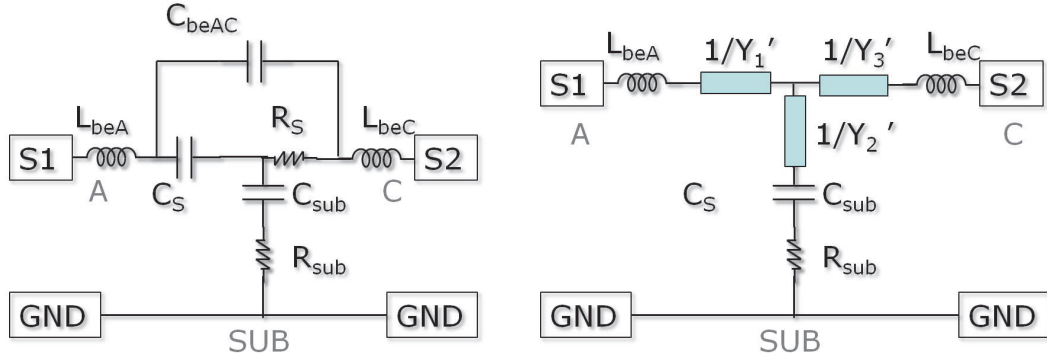 C_beAC
L_beA R_S L_beC
S1 S2
A C_S C_sub C
R_sub
GND GND
SUB
1/Y_1' 1/Y_3'
L_beA L_beC
S1 S2
A 1/Y_2' C
C_S C_sub
R_sub
GND GND
SUB